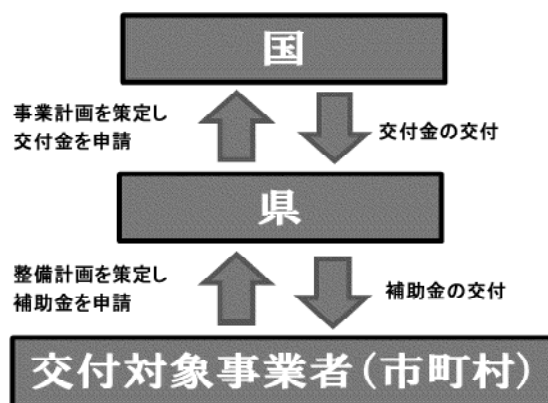 国
事業計画を策定し
交付金を申請
交付金の交付
県
整備計画を策定し
補助金を申請
補助金の交付
交付対象事業者(市町村)